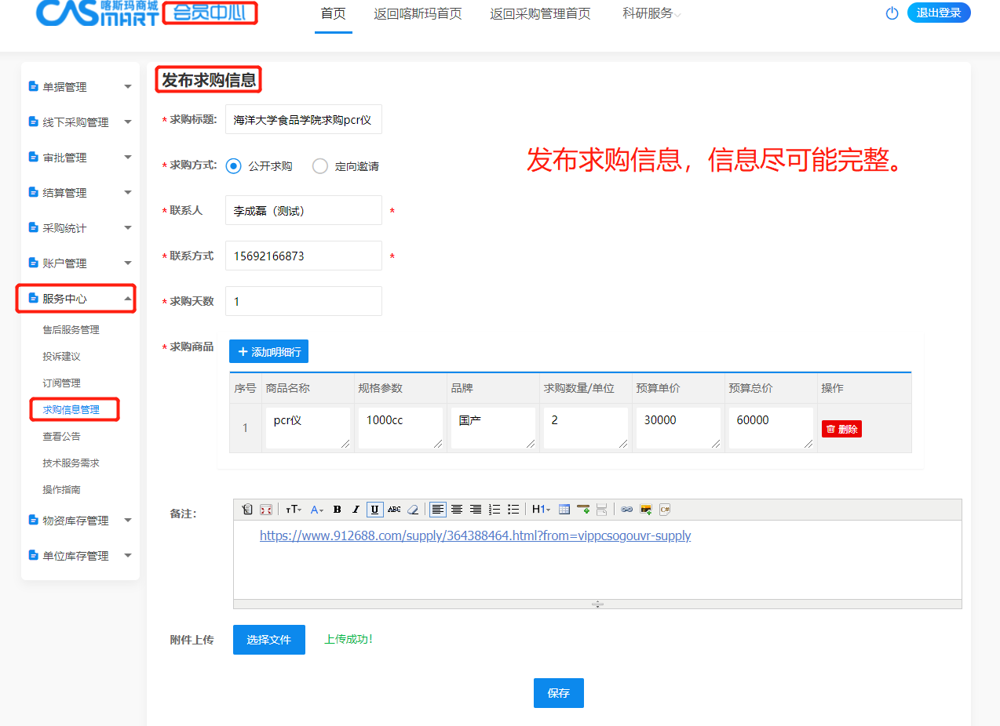 CASMART 喀斯玛商城 会员中心 首页 返回喀斯玛首页 返回采购管理首页 科研服务 退出登录
单据管理
线下采购管理
审批管理
结算管理
采购统计
账户管理
服务中心
售后服务管理
投诉建议
订阅管理
求购信息管理
查看公告
技术服务需求
操作指南
物资库存管理
单位库存管理
发布求购信息
发布求购信息，信息尽可能完整。
*求购标题: 海洋大学食品学院求购pcr仪
*求购方式: 公开求购 定向邀请
*联系人 李成磊（测试） *
*联系方式 15692166873 *
*求购天数 1
*求购商品 +添加明细行
序号 商品名称 规格参数 品牌 求购数量/单位 预算单价 预算总价 操作
1 pcr仪 1000cc 国产 2 30000 60000 删除
备注: TT A B I U ABC H1 C#
https://www.912688.com/supply/364388464.html?from=vippcsogouvr-supply
附件上传 选择文件 上传成功!
保存